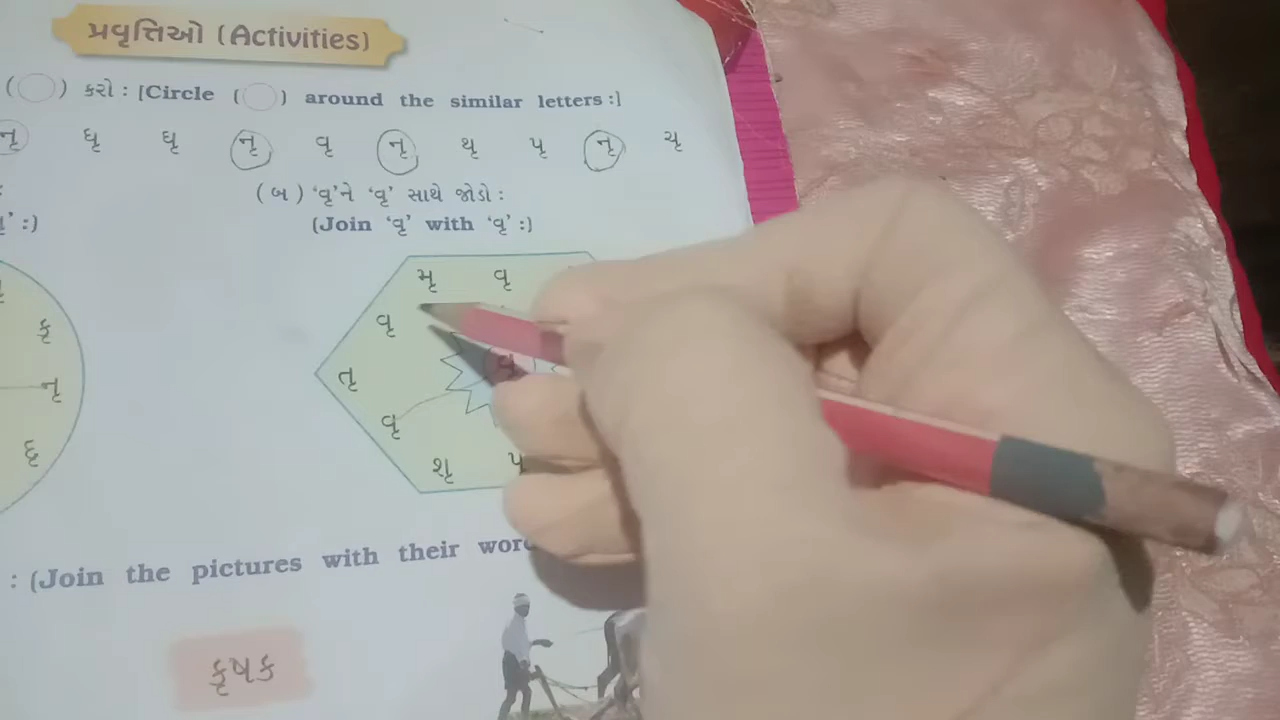 પ્રવૃત્તિઓ (Activities)
( ) કરો : [Circle ( ) around the similar letters :]
નૃ ધૃ ધૃ નૃ વૃ નૃ થૃ પૃ નૃ ચૃ
(બ) ‘વૃ’ને ‘વૃ’ સાથે જોડો :
’ :) (Join ‘વૃ’ with ‘વૃ’ :)
મૃ વૃ
કૃ વૃ
નૃ તૃ
વૃ
દૃ શૃ
: (Join the pictures with their
કૃષક